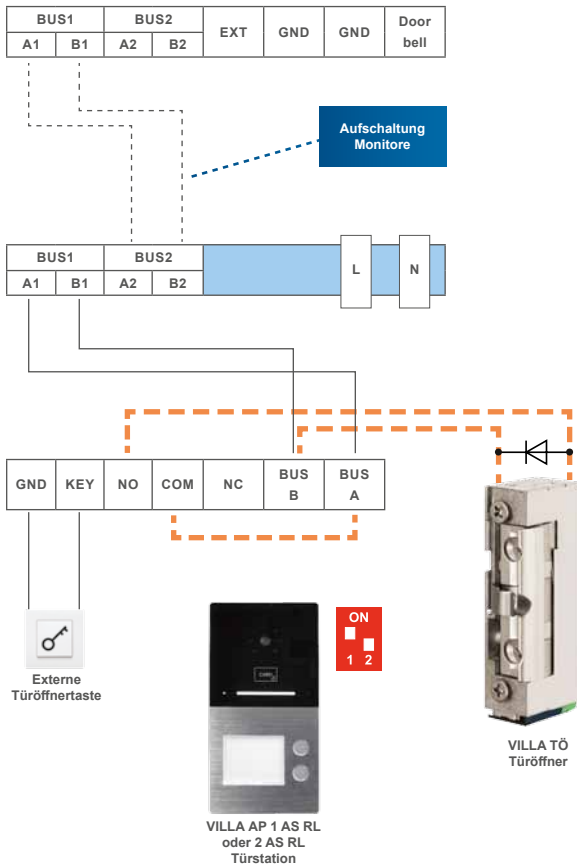 BUS1 BUS2 EXT GND GND Door bell
A1 B1 A2 B2
Aufschaltung
Monitore
BUS1 BUS2 L N
A1 B1 A2 B2
GND KEY NO COM NC BUS B BUS A
ON
1 2
Externe
Türöffnertaste
VILLA TÖ
Türöffner
VILLA AP 1 AS RL
oder 2 AS RL
Türstation